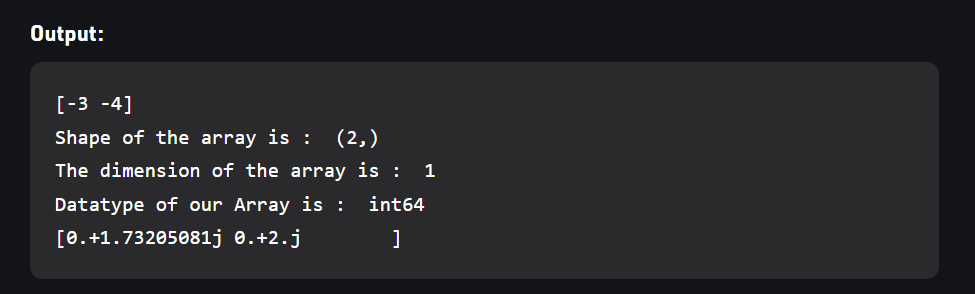 Output:
[-3 -4]
Shape of the array is :  (2,)
The dimension of the array is :  1
Datatype of our Array is :  int64
[0.+1.73205081j 0.+2.j        ]